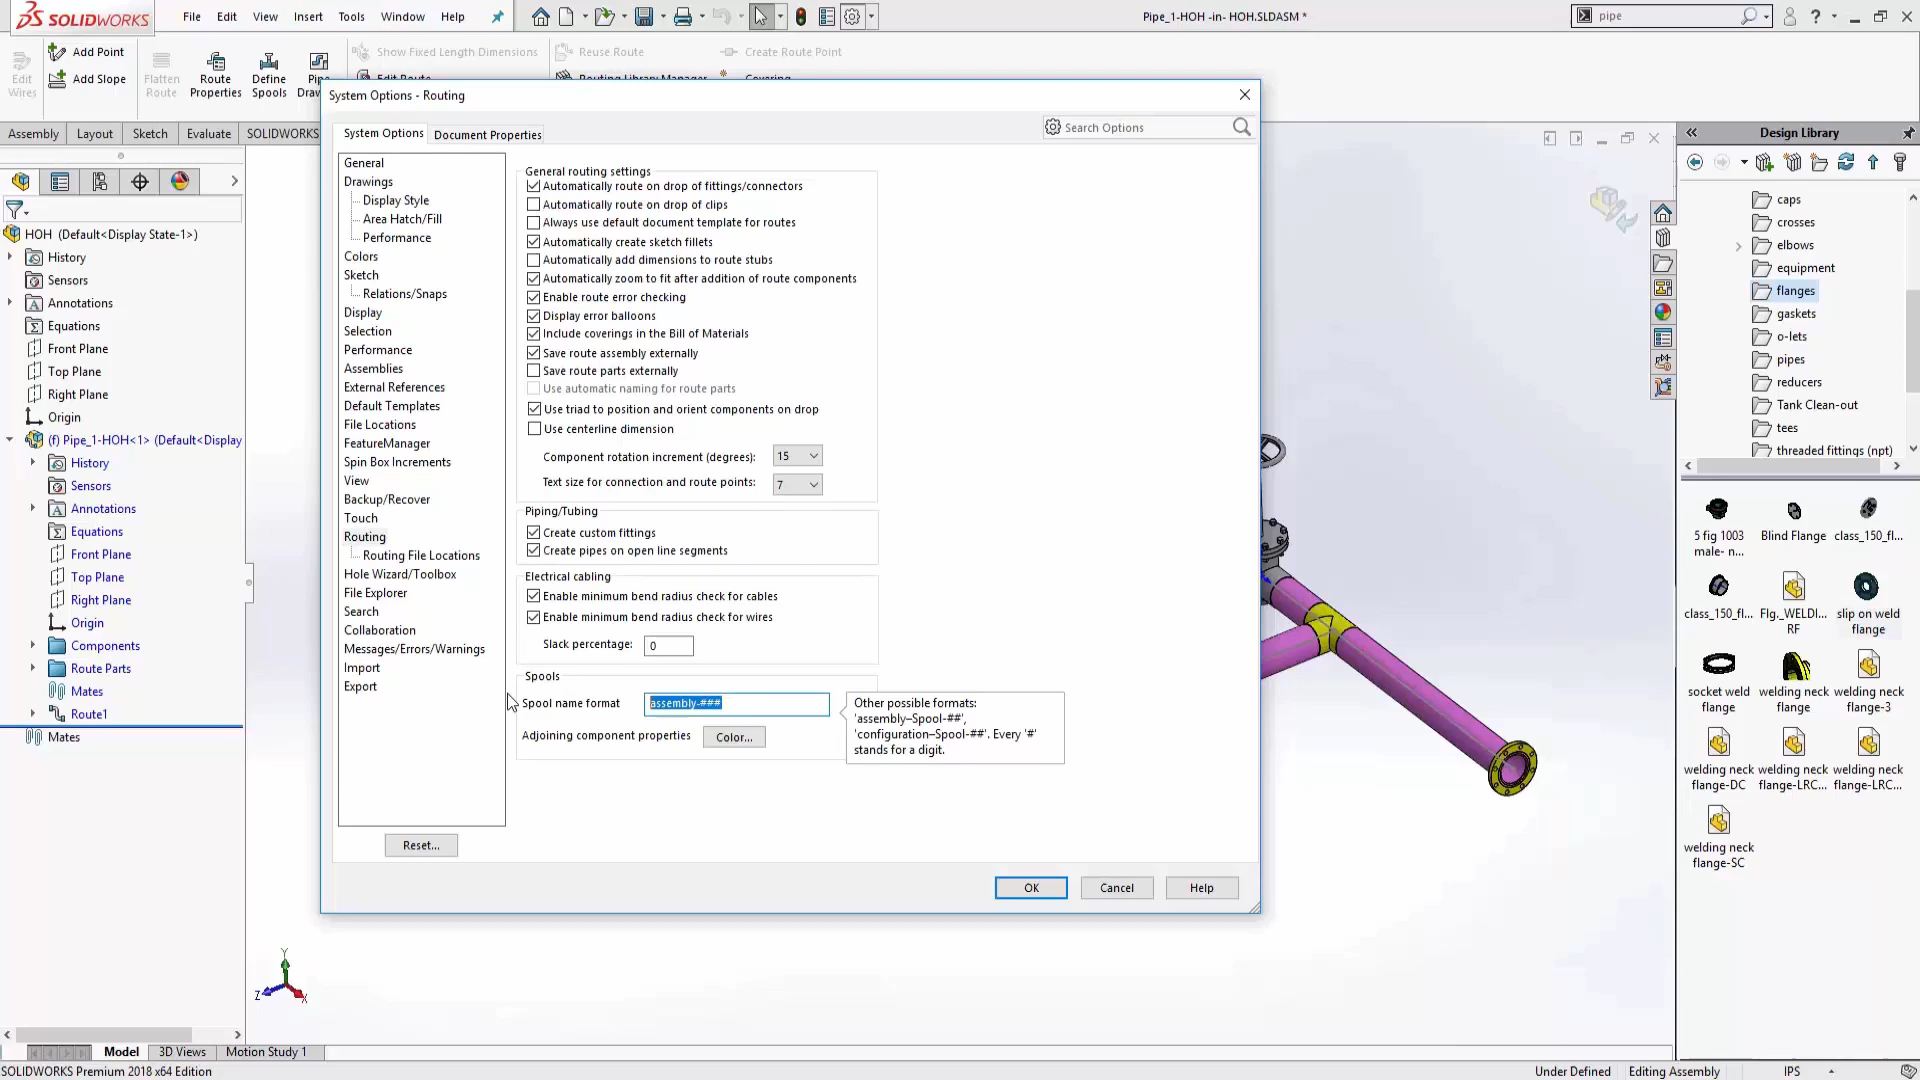 SOLIDWORKS
File Edit View Insert Tools Window Help
Pipe_1-HOH -in- HOH.SLDASM *
pipe
Edit
Wires
Add Point
Add Slope
Flatten
Route
Route
Properties
Define
Spools
Show Fixed Length Dimensions
Reuse Route
Create Route Point
Assembly Layout Sketch Evaluate SOLIDWORKS
HOH (Default<Display State-1>)
History
Sensors
Annotations
Equations
Front Plane
Top Plane
Right Plane
Origin
(f) Pipe_1-HOH<1> (Default<Display
History
Sensors
Annotations
Equations
Front Plane
Top Plane
Right Plane
Origin
Components
Route Parts
Mates
Route1
Mates
System Options - Routing
System Options
Document Properties
Search Options
General
Drawings
Display Style
Area Hatch/Fill
Performance
Colors
Sketch
Relations/Snaps
Display
Selection
Performance
Assemblies
External References
Default Templates
File Locations
FeatureManager
Spin Box Increments
View
Backup/Recover
Touch
Routing
Routing File Locations
Hole Wizard/Toolbox
File Explorer
Search
Collaboration
Messages/Errors/Warnings
Import
Export
Reset...
General routing settings
Automatically route on drop of fittings/connectors
Automatically route on drop of clips
Always use default document template for routes
Automatically create sketch fillets
Automatically add dimensions to route stubs
Automatically zoom to fit after addition of route components
Enable route error checking
Display error balloons
Include coverings in the Bill of Materials
Save route assembly externally
Save route parts externally
Use automatic naming for route parts
Use triad to position and orient components on drop
Use centerline dimension
Component rotation increment (degrees): 15
Text size for connection and route points: 7
Piping/Tubing
Create custom fittings
Create pipes on open line segments
Electrical cabling
Enable minimum bend radius check for cables
Enable minimum bend radius check for wires
Slack percentage: 0
Spools
Spool name format assembly-###
Adjoining component properties Color...
Other possible formats:
'assembly–Spool-##',
'configuration–Spool-##'. Every '#'
stands for a digit.
OK Cancel Help
Design Library
caps
crosses
elbows
equipment
flanges
gaskets
o-lets
pipes
reducers
Tank Clean-out
tees
threaded fittings (npt)
5 fig 1003
male- n...
Blind Flange
class_150_fl...
class_150_fl...
Flg._WELDI...
RF
slip on weld
flange
socket weld
flange
welding neck
flange
welding neck
flange-3
welding neck
flange-DC
welding neck
flange-LRC...
welding neck
flange-LRC...
welding neck
flange-SC
Y
Z
X
Model 3D Views Motion Study 1
SOLIDWORKS Premium 2018 x64 Edition
Under Defined Editing Assembly IPS